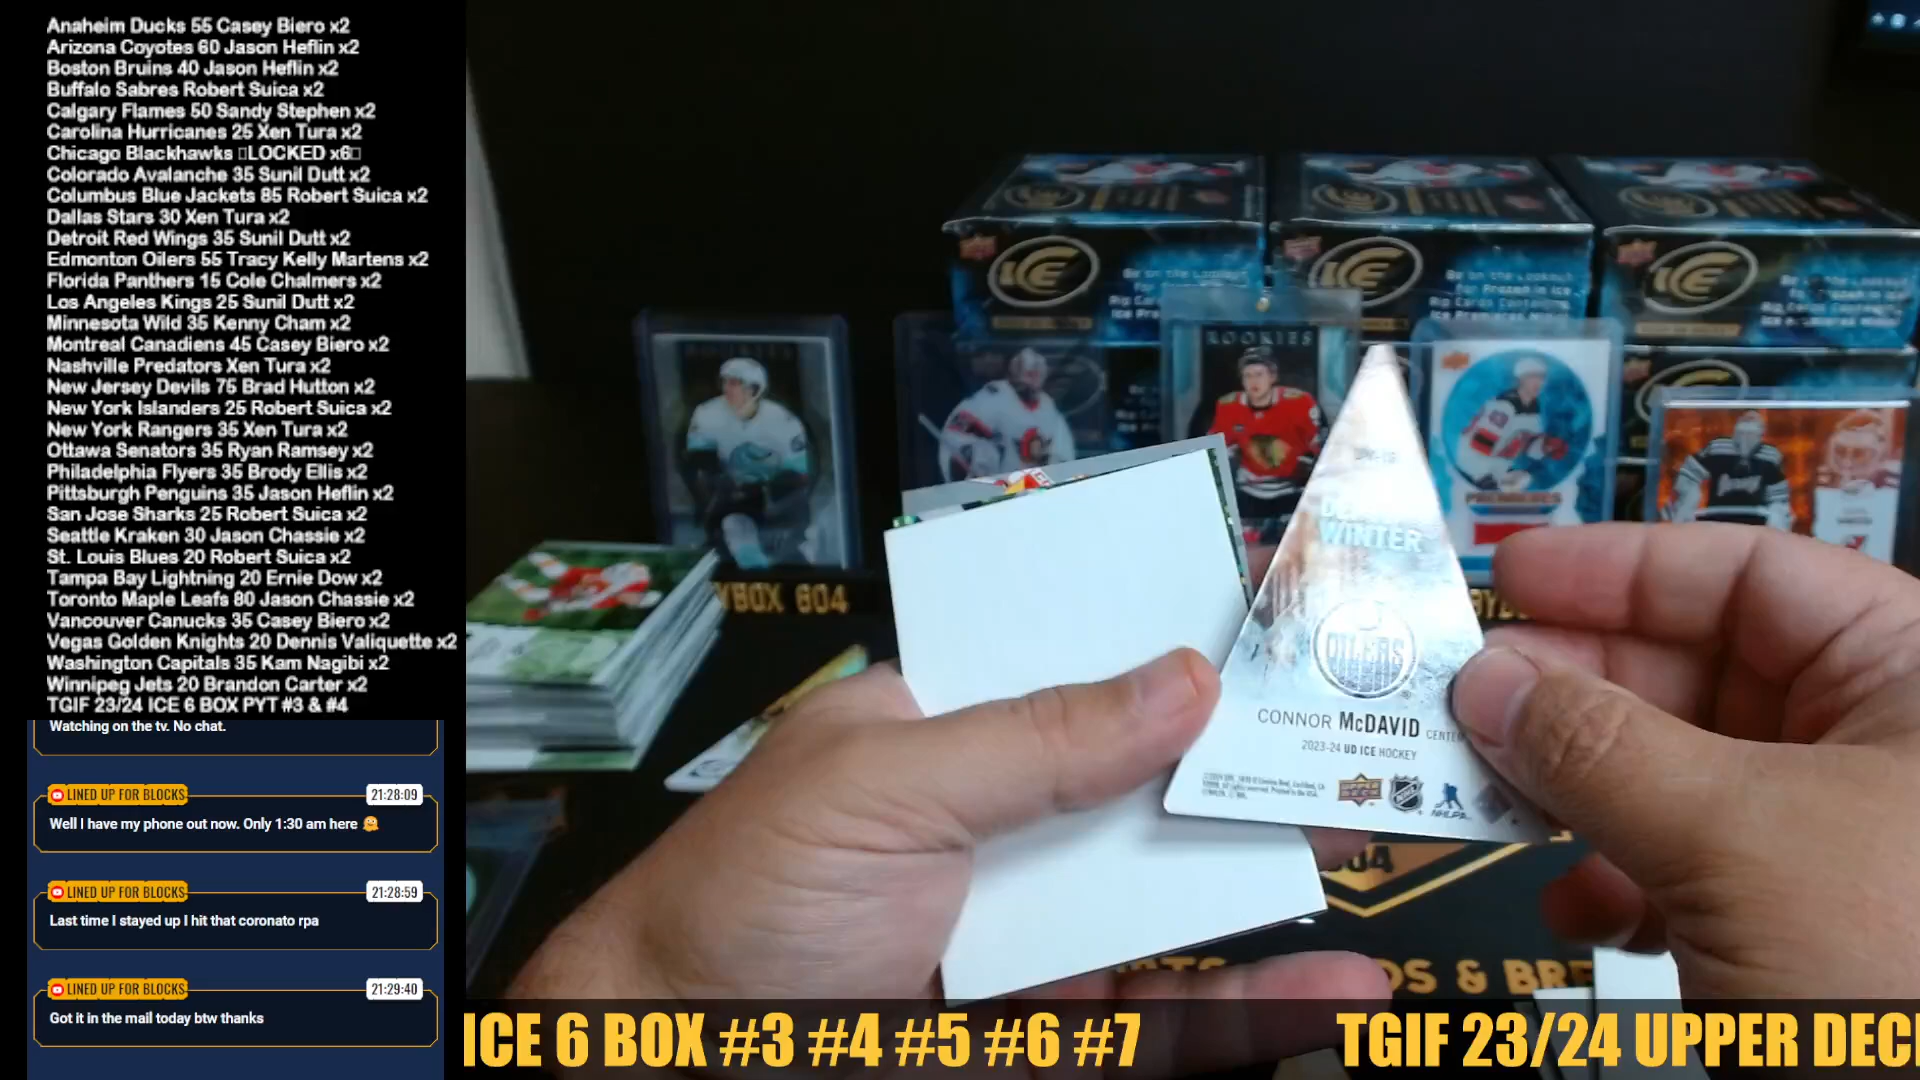 Anaheim Ducks 55 Casey Biero x2
Arizona Coyotes 60 Jason Heflin x2
Boston Bruins 40 Jason Heflin x2
Buffalo Sabres Robert Suica x2
Calgary Flames 50 Sandy Stephen x2
Carolina Hurricanes 25 Xen Tura x2
Chicago Blackhawks LOCKED x6
Colorado Avalanche 35 Sunil Dutt x2
Columbus Blue Jackets 85 Robert Suica x2
Dallas Stars 30 Xen Tura x2
Detroit Red Wings 35 Sunil Dutt x2
Edmonton Oilers 55 Tracy Kelly Martens x2
Florida Panthers 15 Cole Chalmers x2
Los Angeles Kings 25 Sunil Dutt x2
Minnesota Wild 35 Kenny Cham x2
Montreal Canadiens 45 Casey Biero x2
Nashville Predators Xen Tura x2
New Jersey Devils 75 Brad Hutton x2
New York Islanders 25 Robert Suica x2
New York Rangers 35 Xen Tura x2
Ottawa Senators 35 Ryan Ramsey x2
Philadelphia Flyers 35 Brody Ellis x2
Pittsburgh Penguins 35 Jason Heflin x2
San Jose Sharks 25 Robert Suica x2
Seattle Kraken 30 Jason Chassie x2
St. Louis Blues 20 Robert Suica x2
Tampa Bay Lightning 20 Ernie Dow x2
Toronto Maple Leafs 80 Jason Chassie x2
Vancouver Canucks 35 Casey Biero x2
Vegas Golden Knights 20 Dennis Valiquette x2
Washington Capitals 35 Kam Nagibi x2
Winnipeg Jets 20 Brandon Carter x2
TGIF 23/24 ICE 6 BOX PYT #3 & #4
Watching on the tv. No chat.
LINED UP FOR BLOCKS 21:28:09
Well I have my phone out now. Only 1:30 am here
LINED UP FOR BLOCKS 21:28:59
Last time I stayed up I hit that coronato rpa
LINED UP FOR BLOCKS 21:29:40
Got it in the mail today btw thanks
ICE
ICE
ICE
ROOKIES
PREMIERES
YBOX 604
WINTER
OILERS
CONNOR McDAVID CENTER
2023-24 UD ICE HOCKEY
UPPER DECK
NHL
NHLPA
ICE 6 BOX #3 #4 #5 #6 #7
TGIF 23/24 UPPER DEC